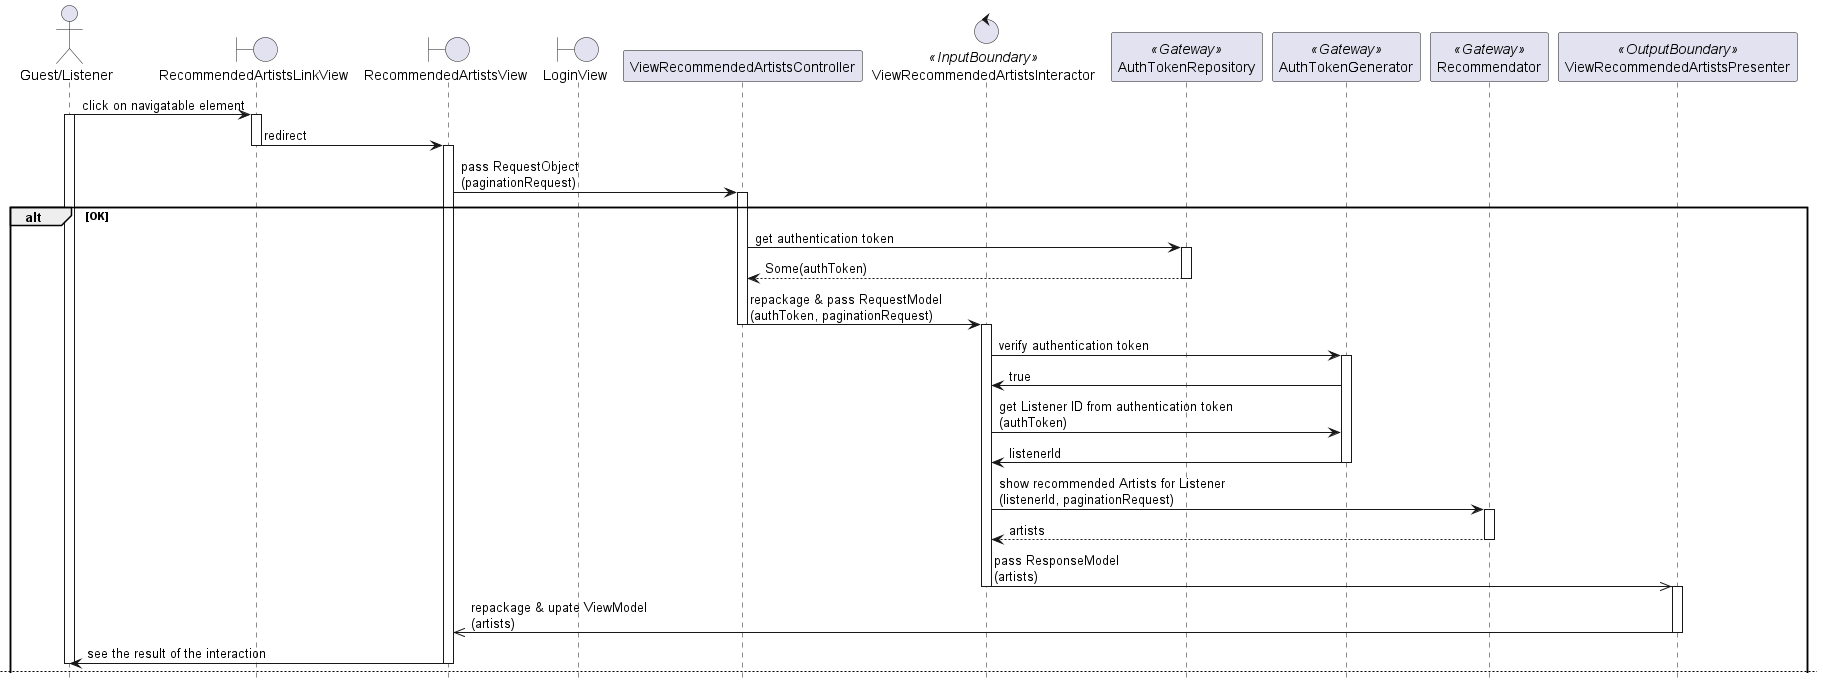 Guest/Listener
RecommendedArtistsLinkView
RecommendedArtistsView
LoginView
ViewRecommendedArtistsController
«InputBoundary»
ViewRecommendedArtistsInteractor
«Gateway»
AuthTokenRepository
«Gateway»
AuthTokenGenerator
«Gateway»
Recommendator
«OutputBoundary»
ViewRecommendedArtistsPresenter
click on navigatable element
redirect
pass RequestObject
(paginationRequest)
alt
[OK]
get authentication token
Some(authToken)
repackage & pass RequestModel
(authToken, paginationRequest)
verify authentication token
true
get Listener ID from authentication token
(authToken)
listenerId
show recommended Artists for Listener
(listenerId, paginationRequest)
artists
pass ResponseModel
(artists)
repackage & upate ViewModel
(artists)
see the result of the interaction